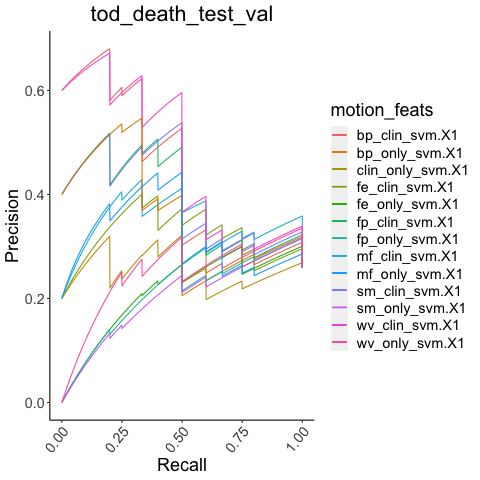 tod_death_test_val
Precision
0.6
0.4
0.2
0.0
0.00
0.25
0.50
0.75
1.00
Recall
motion_feats
bp_clin_svm.X1
bp_only_svm.X1
clin_only_svm.X1
fe_clin_svm.X1
fe_only_svm.X1
fp_clin_svm.X1
fp_only_svm.X1
mf_clin_svm.X1
mf_only_svm.X1
sm_clin_svm.X1
sm_only_svm.X1
wv_clin_svm.X1
wv_only_svm.X1